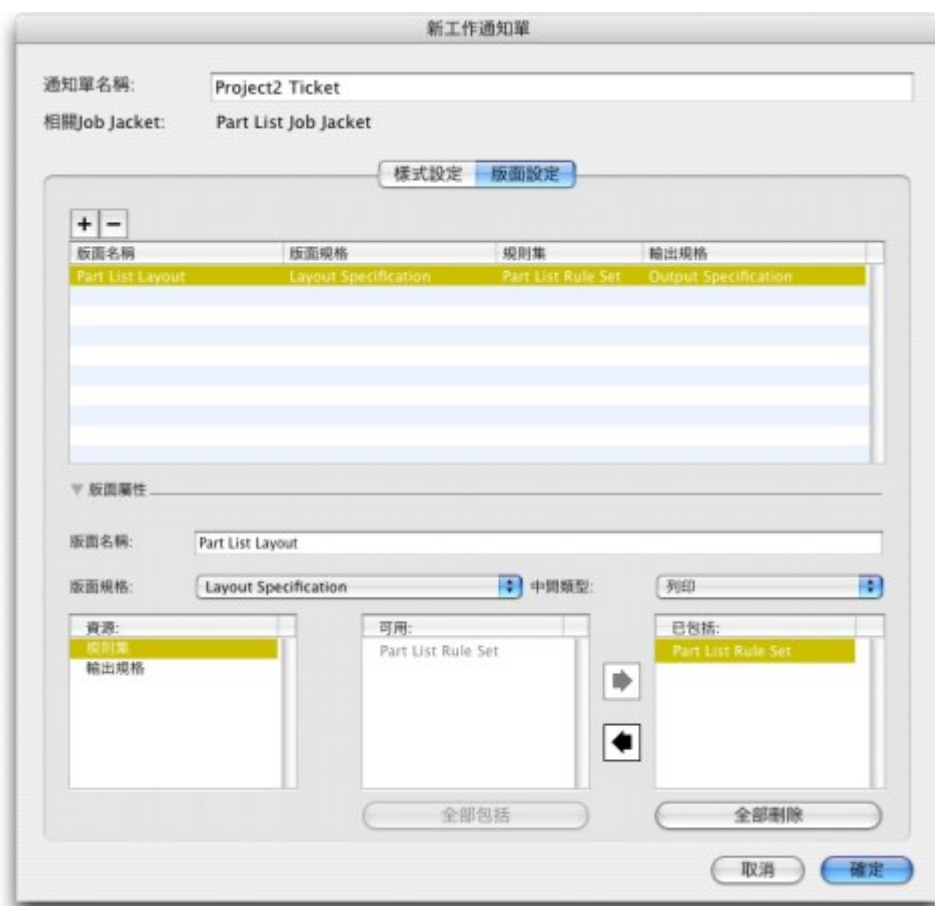 新工作通知單
通知單名稱: Project2 Ticket
相關Job Jacket: Part List Job Jacket
樣式設定 版面設定
+ −
版面名稱 版面規格 規則集 輸出規格
Part List Layout Layout Specification Part List Rule Set Output Specification
版面屬性
版面名稱: Part List Layout
版面規格: Layout Specification 中間類型: 列印
資源: 可用: 已包括:
規則集 Part List Rule Set Part List Rule Set
輸出規格
全部包括 全部刪除
取消 確定